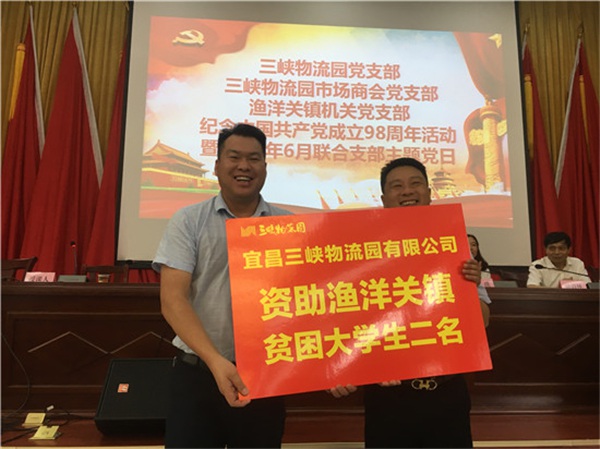 三峡物流园党支部
三峡物流园市场商会党支部
渔洋关镇机关党支部
纪念中国共产党成立98周年活动
暨 年6月联合支部主题党日
三峡物流园
宜昌三峡物流园有限公司
资助渔洋关镇
贫困大学生二名